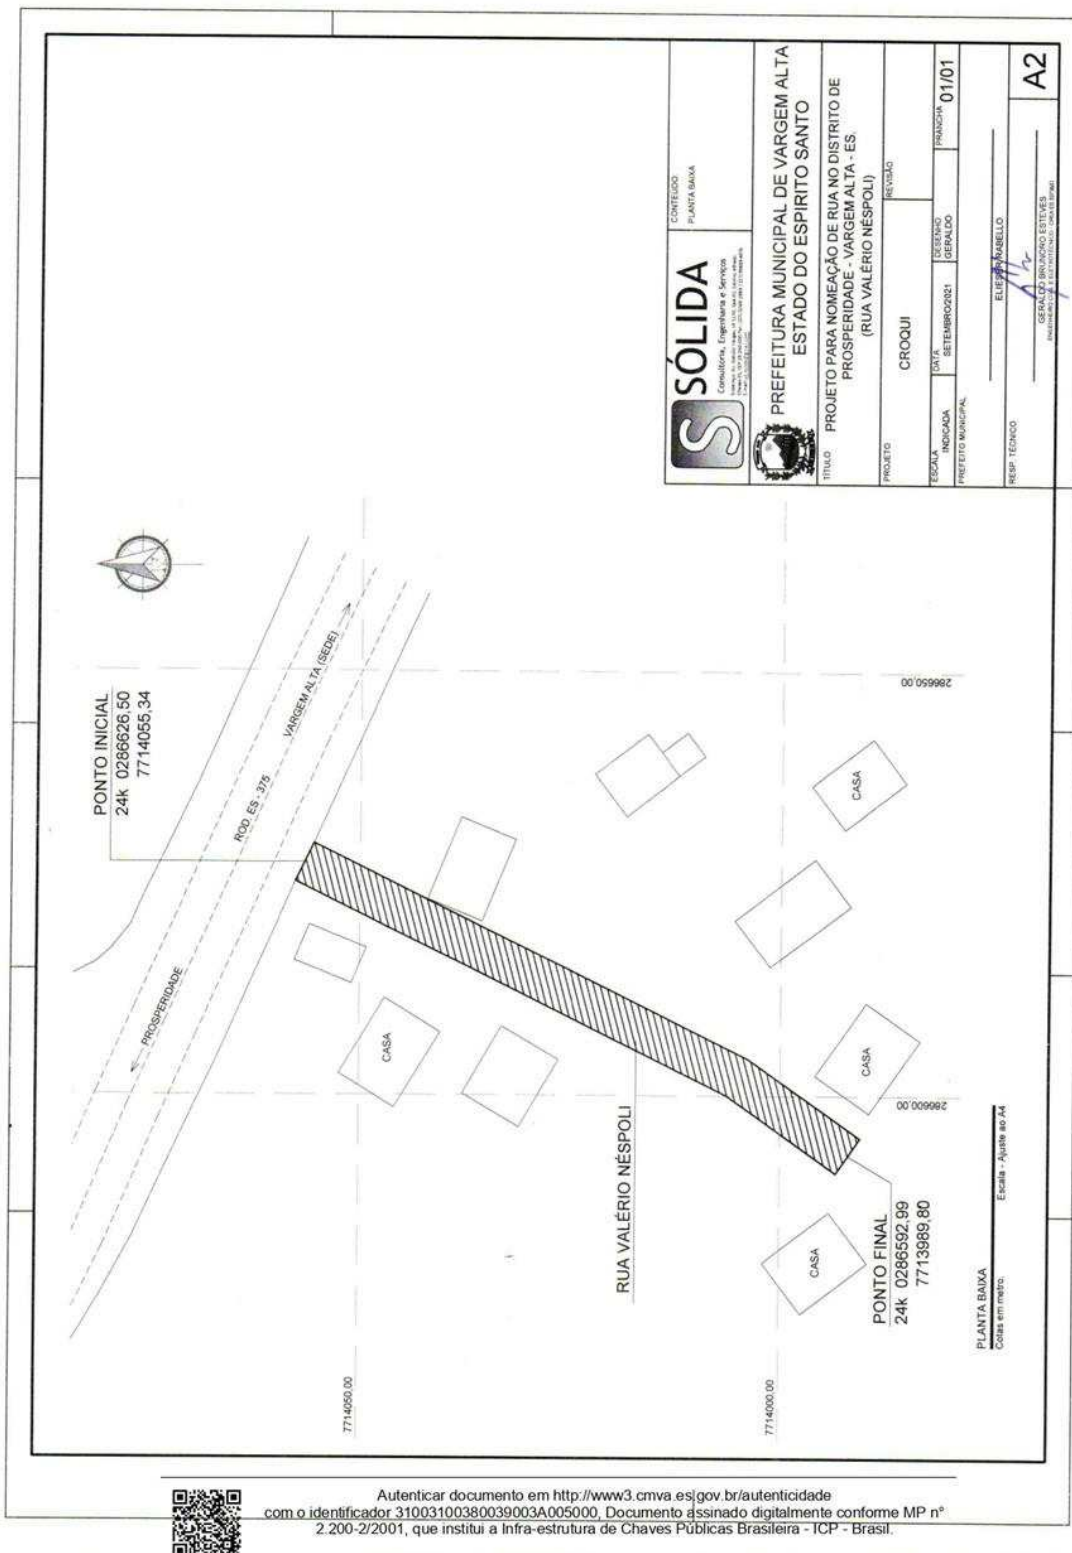 PONTO INICIAL
24k 0286626,50
7714055,34
PROSPERIDADE
ROD. ES - 375
VARGEM ALTA (SEDE)
CASA
7714050,00
RUA VALÉRIO NÉSPOLI
CASA
CASA
CASA
286650,00
286600,00
7714000,00
PONTO FINAL
24k 0286592,99
7713989,80
PLANTA BAIXA
Cotas em metro.
Escala - Ajuste ao A4
S SÓLIDA
Consultoria, Engenharia e Serviços
CONTEÚDO
PLANTA BAIXA
PREFEITURA MUNICIPAL DE VARGEM ALTA
ESTADO DO ESPIRITO SANTO
TÍTULO
PROJETO PARA NOMEAÇÃO DE RUA NO DISTRITO DE
PROSPERIDADE - VARGEM ALTA - ES.
(RUA VALÉRIO NÉSPOLI)
PROJETO
CROQUI
REVISÃO
ESCALA
INDICADA
DATA
SETEMBRO/2021
DESENHO
GERALDO
PRANCHA
01/01
PREFEITO MUNICIPAL
RABELLO
RESP. TÉCNICO
GERALDO BRUNORO ESTEVES
A2
Autenticar documento em http://www3.cmva.es.gov.br/autenticidade
com o identificador 31003100380039003A005000, Documento assinado digitalmente conforme MP nº
2.200-2/2001, que institui a Infra-estrutura de Chaves Públicas Brasileira - ICP - Brasil.